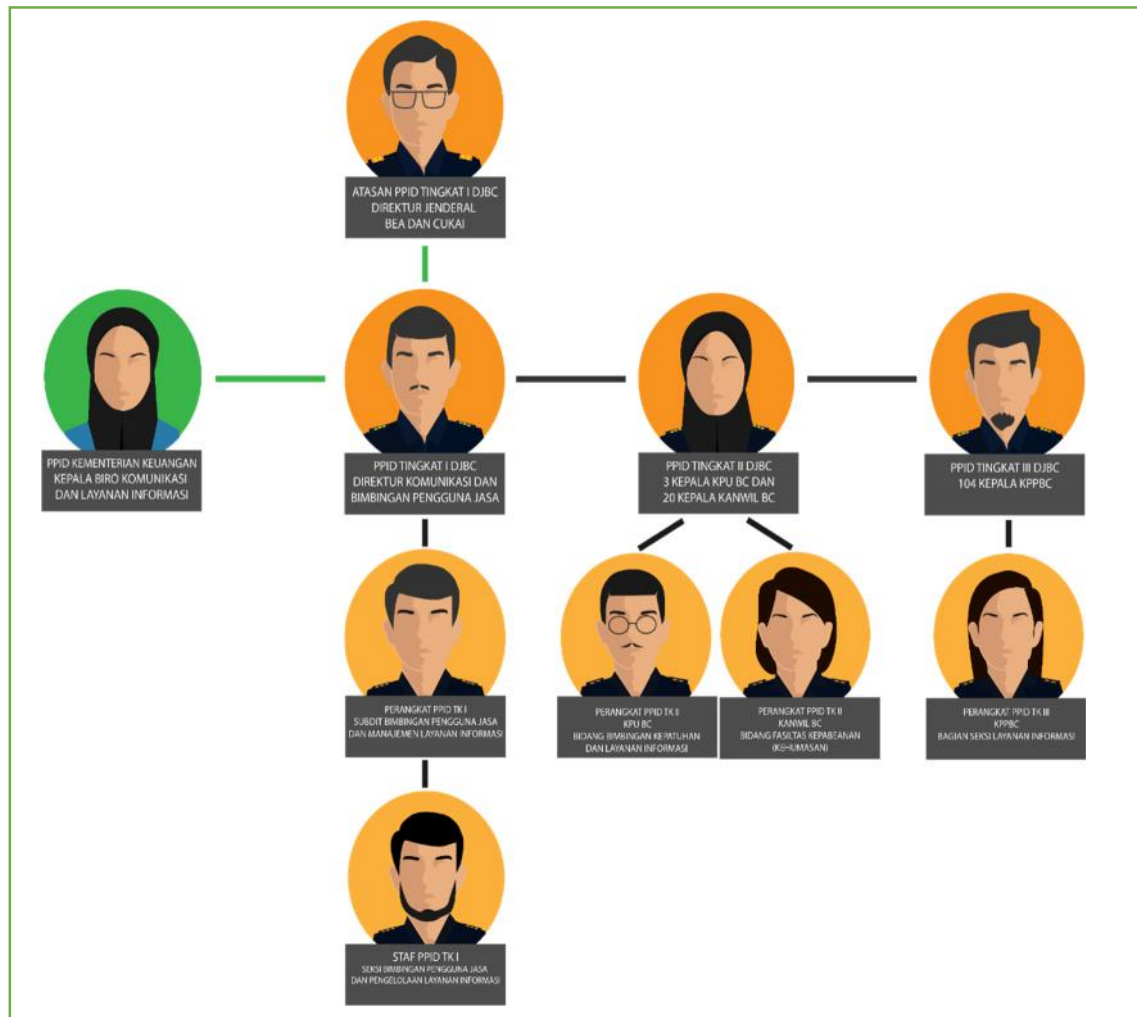 ATASAN PPID TINGKAT I DJBC
DIREKTUR JENDERAL
BEA DAN CUKAI
PPID KEMENTERIAN KEUANGAN
KEPALA BIRO KOMUNIKASI
DAN LAYANAN INFORMASI
PPID TINGKAT I DJBC
DIREKTUR KOMUNIKASI DAN
BIMBINGAN PENGGUNA JASA
PPID TINGKAT II DJBC
3 KEPALA KPU BC DAN
20 KEPALA KANWIL BC
PPID TINGKAT III DJBC
104 KEPALA KPPBC
PERANGKAT PPID TK I
SUBDIT BIMBINGAN PENGGUNA JASA
DAN MANAJEMEN LAYANAN INFORMASI
PERANGKAT PPID TK II
KPU BC
BIDANG BIMBINGAN KEPATUHAN
DAN LAYANAN INFORMASI
PERANGKAT PPID TK II
KANWIL BC
BIDANG FASILTAS KEPABEANAN
(KEHUMASAN)
PERANGKAT PPID TK III
KPPBC
BAGIAN SEKSI LAYANAN INFORMASI
STAF PPID TK I
SEKSI BIMBINGAN PENGGUNA JASA
DAN PENGELOLAAN LAYANAN INFORMASI